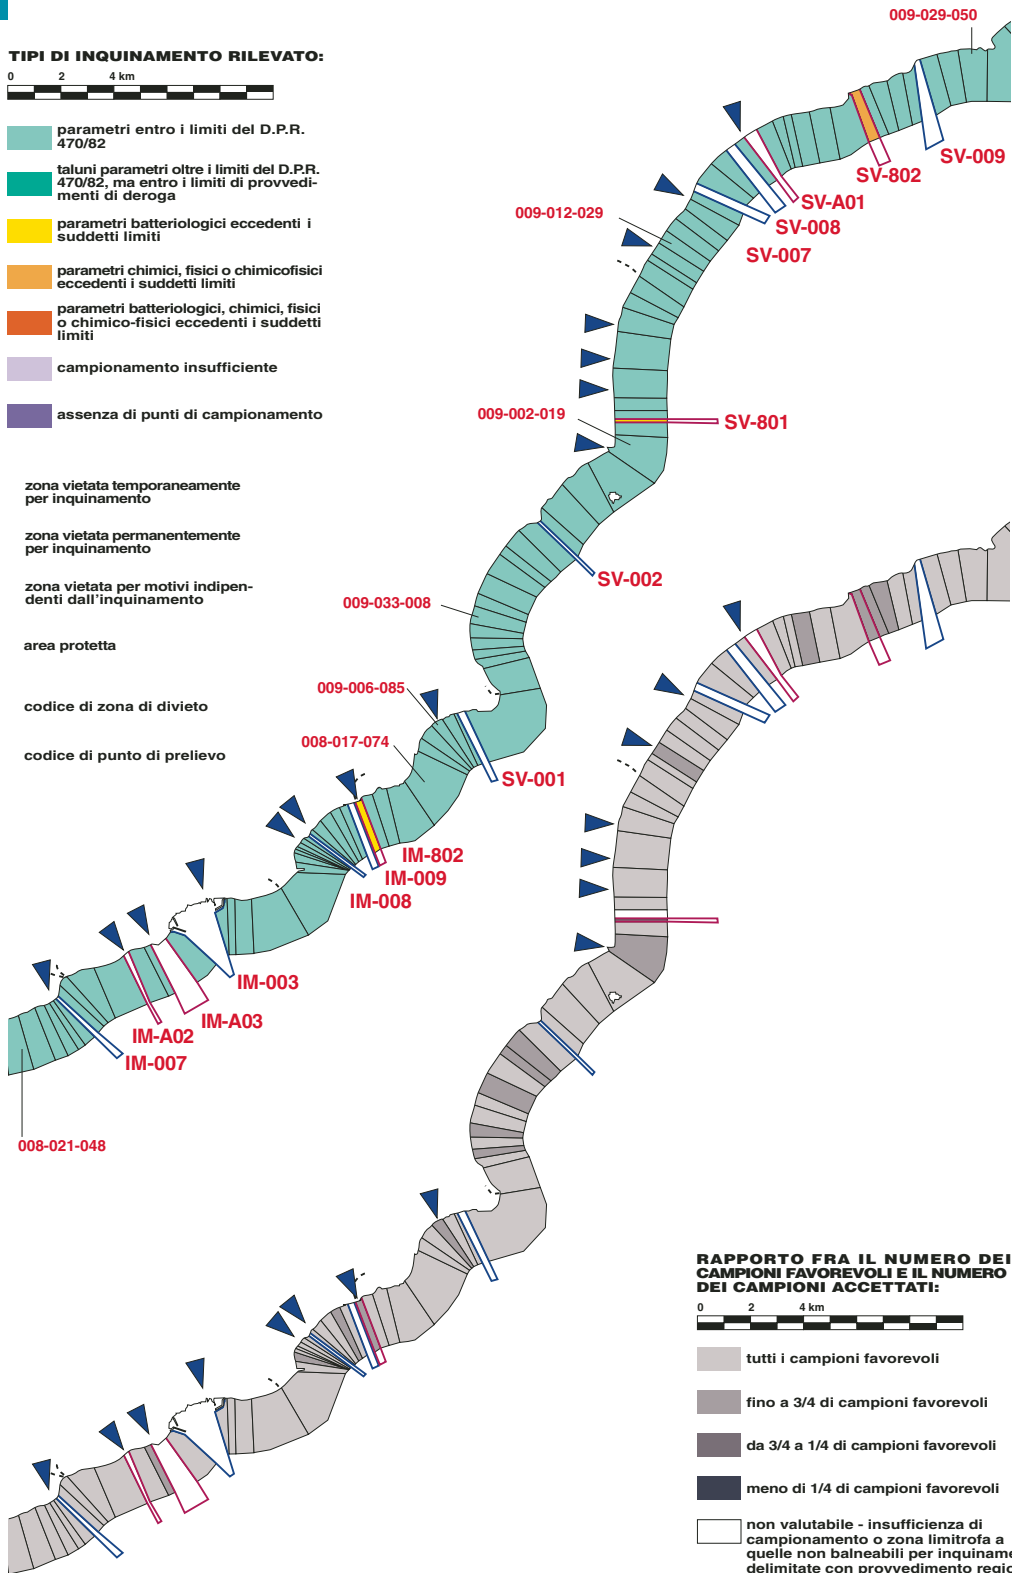 TIPI DI INQUINAMENTO RILEVATO:
0 2 4 km
parametri entro i limiti del D.P.R.
470/82
taluni parametri oltre i limiti del D.P.R.
470/82, ma entro i limiti di provvedi-
menti di deroga
parametri batteriologici eccedenti i
suddetti limiti
parametri chimici, fisici o chimicofisici
eccedenti i suddetti limiti
parametri batteriologici, chimici, fisici
o chimico-fisici eccedenti i suddetti
limiti
campionamento insufficiente
assenza di punti di campionamento
zona vietata temporaneamente
per inquinamento
zona vietata permanentemente
per inquinamento
zona vietata per motivi indipen-
denti dall'inquinamento
area protetta
codice di zona di divieto
codice di punto di prelievo
009-029-050
SV-009
SV-802
SV-A01
009-012-029
SV-008
SV-007
009-002-019
SV-801
SV-002
009-033-008
009-006-085
008-017-074
SV-001
IM-802
IM-009
IM-008
IM-003
IM-A03
IM-A02
IM-007
008-021-048
RAPPORTO FRA IL NUMERO DEI
CAMPIONI FAVOREVOLI E IL NUMERO
DEI CAMPIONI ACCETTATI:
0 2 4 km
tutti i campioni favorevoli
fino a 3/4 di campioni favorevoli
da 3/4 a 1/4 di campioni favorevoli
meno di 1/4 di campioni favorevoli
non valutabile - insufficienza di
campionamento o zona limitrofa a
quelle non balneabili per inquiname
delimitate con provvedimento regio